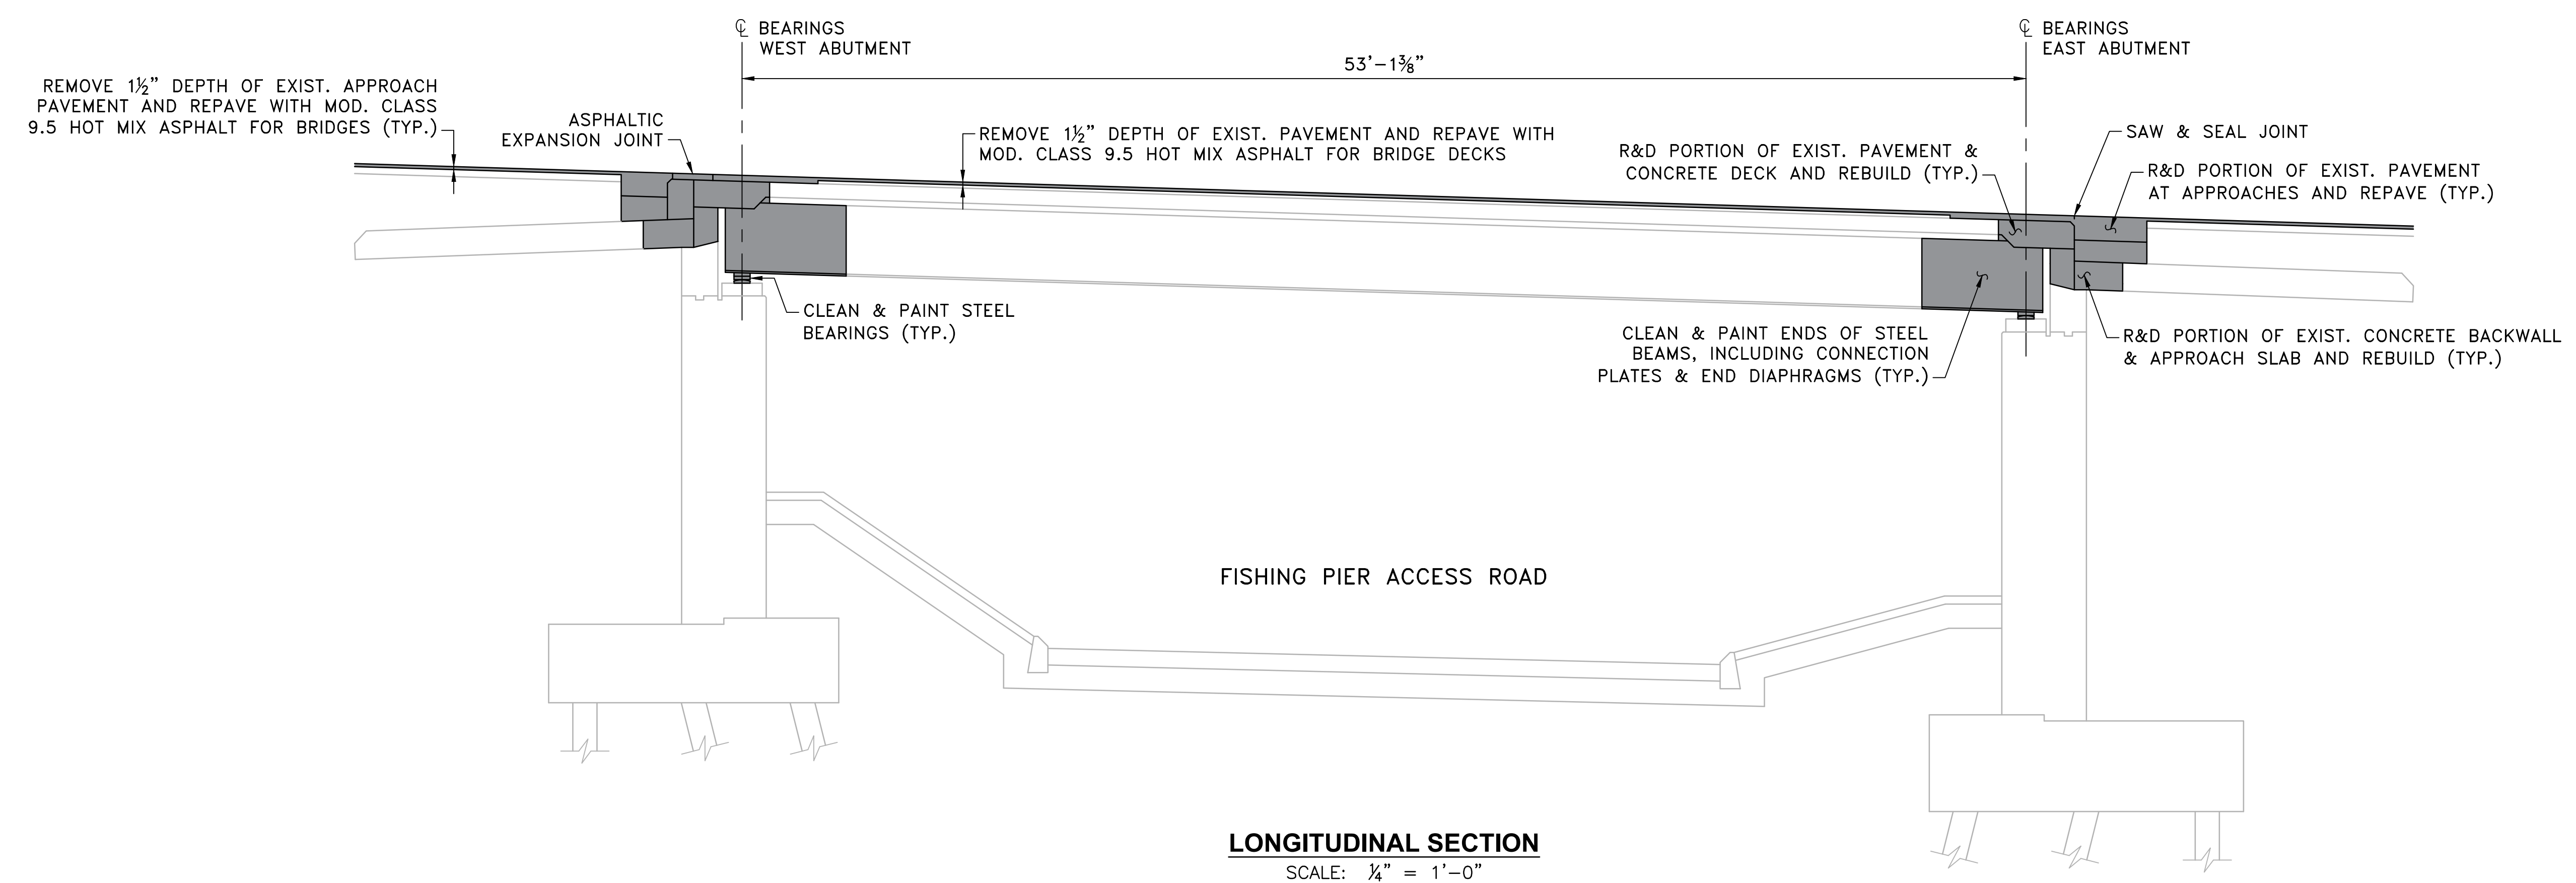 ℄ BEARINGS
WEST ABUTMENT
℄ BEARINGS
EAST ABUTMENT
53'-1⅜"
REMOVE 1½" DEPTH OF EXIST. APPROACH
PAVEMENT AND REPAVE WITH MOD. CLASS
9.5 HOT MIX ASPHALT FOR BRIDGES (TYP.)
ASPHALTIC
EXPANSION JOINT
REMOVE 1½" DEPTH OF EXIST. PAVEMENT AND REPAVE WITH
MOD. CLASS 9.5 HOT MIX ASPHALT FOR BRIDGE DECKS
R&D PORTION OF EXIST. PAVEMENT &
CONCRETE DECK AND REBUILD (TYP.)
SAW & SEAL JOINT
R&D PORTION OF EXIST. PAVEMENT
AT APPROACHES AND REPAVE (TYP.)
CLEAN & PAINT STEEL
BEARINGS (TYP.)
CLEAN & PAINT ENDS OF STEEL
BEAMS, INCLUDING CONNECTION
PLATES & END DIAPHRAGMS (TYP.)
R&D PORTION OF EXIST. CONCRETE BACKWALL
& APPROACH SLAB AND REBUILD (TYP.)
FISHING PIER ACCESS ROAD
LONGITUDINAL SECTION
SCALE: ¼" = 1'-0"